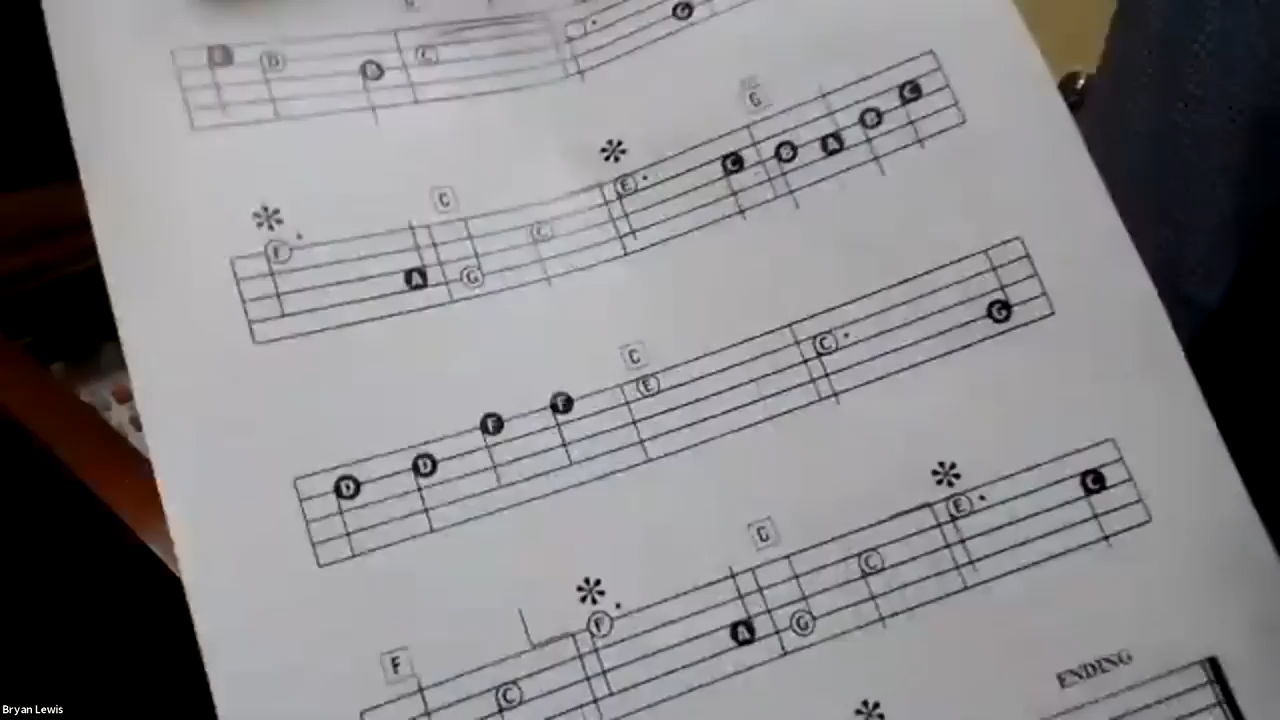 D D D C G
G
C
F A G C E C B A B C
C
D D F F E C G
F G
C F A G C E C
ENDING
Bryan Lewis